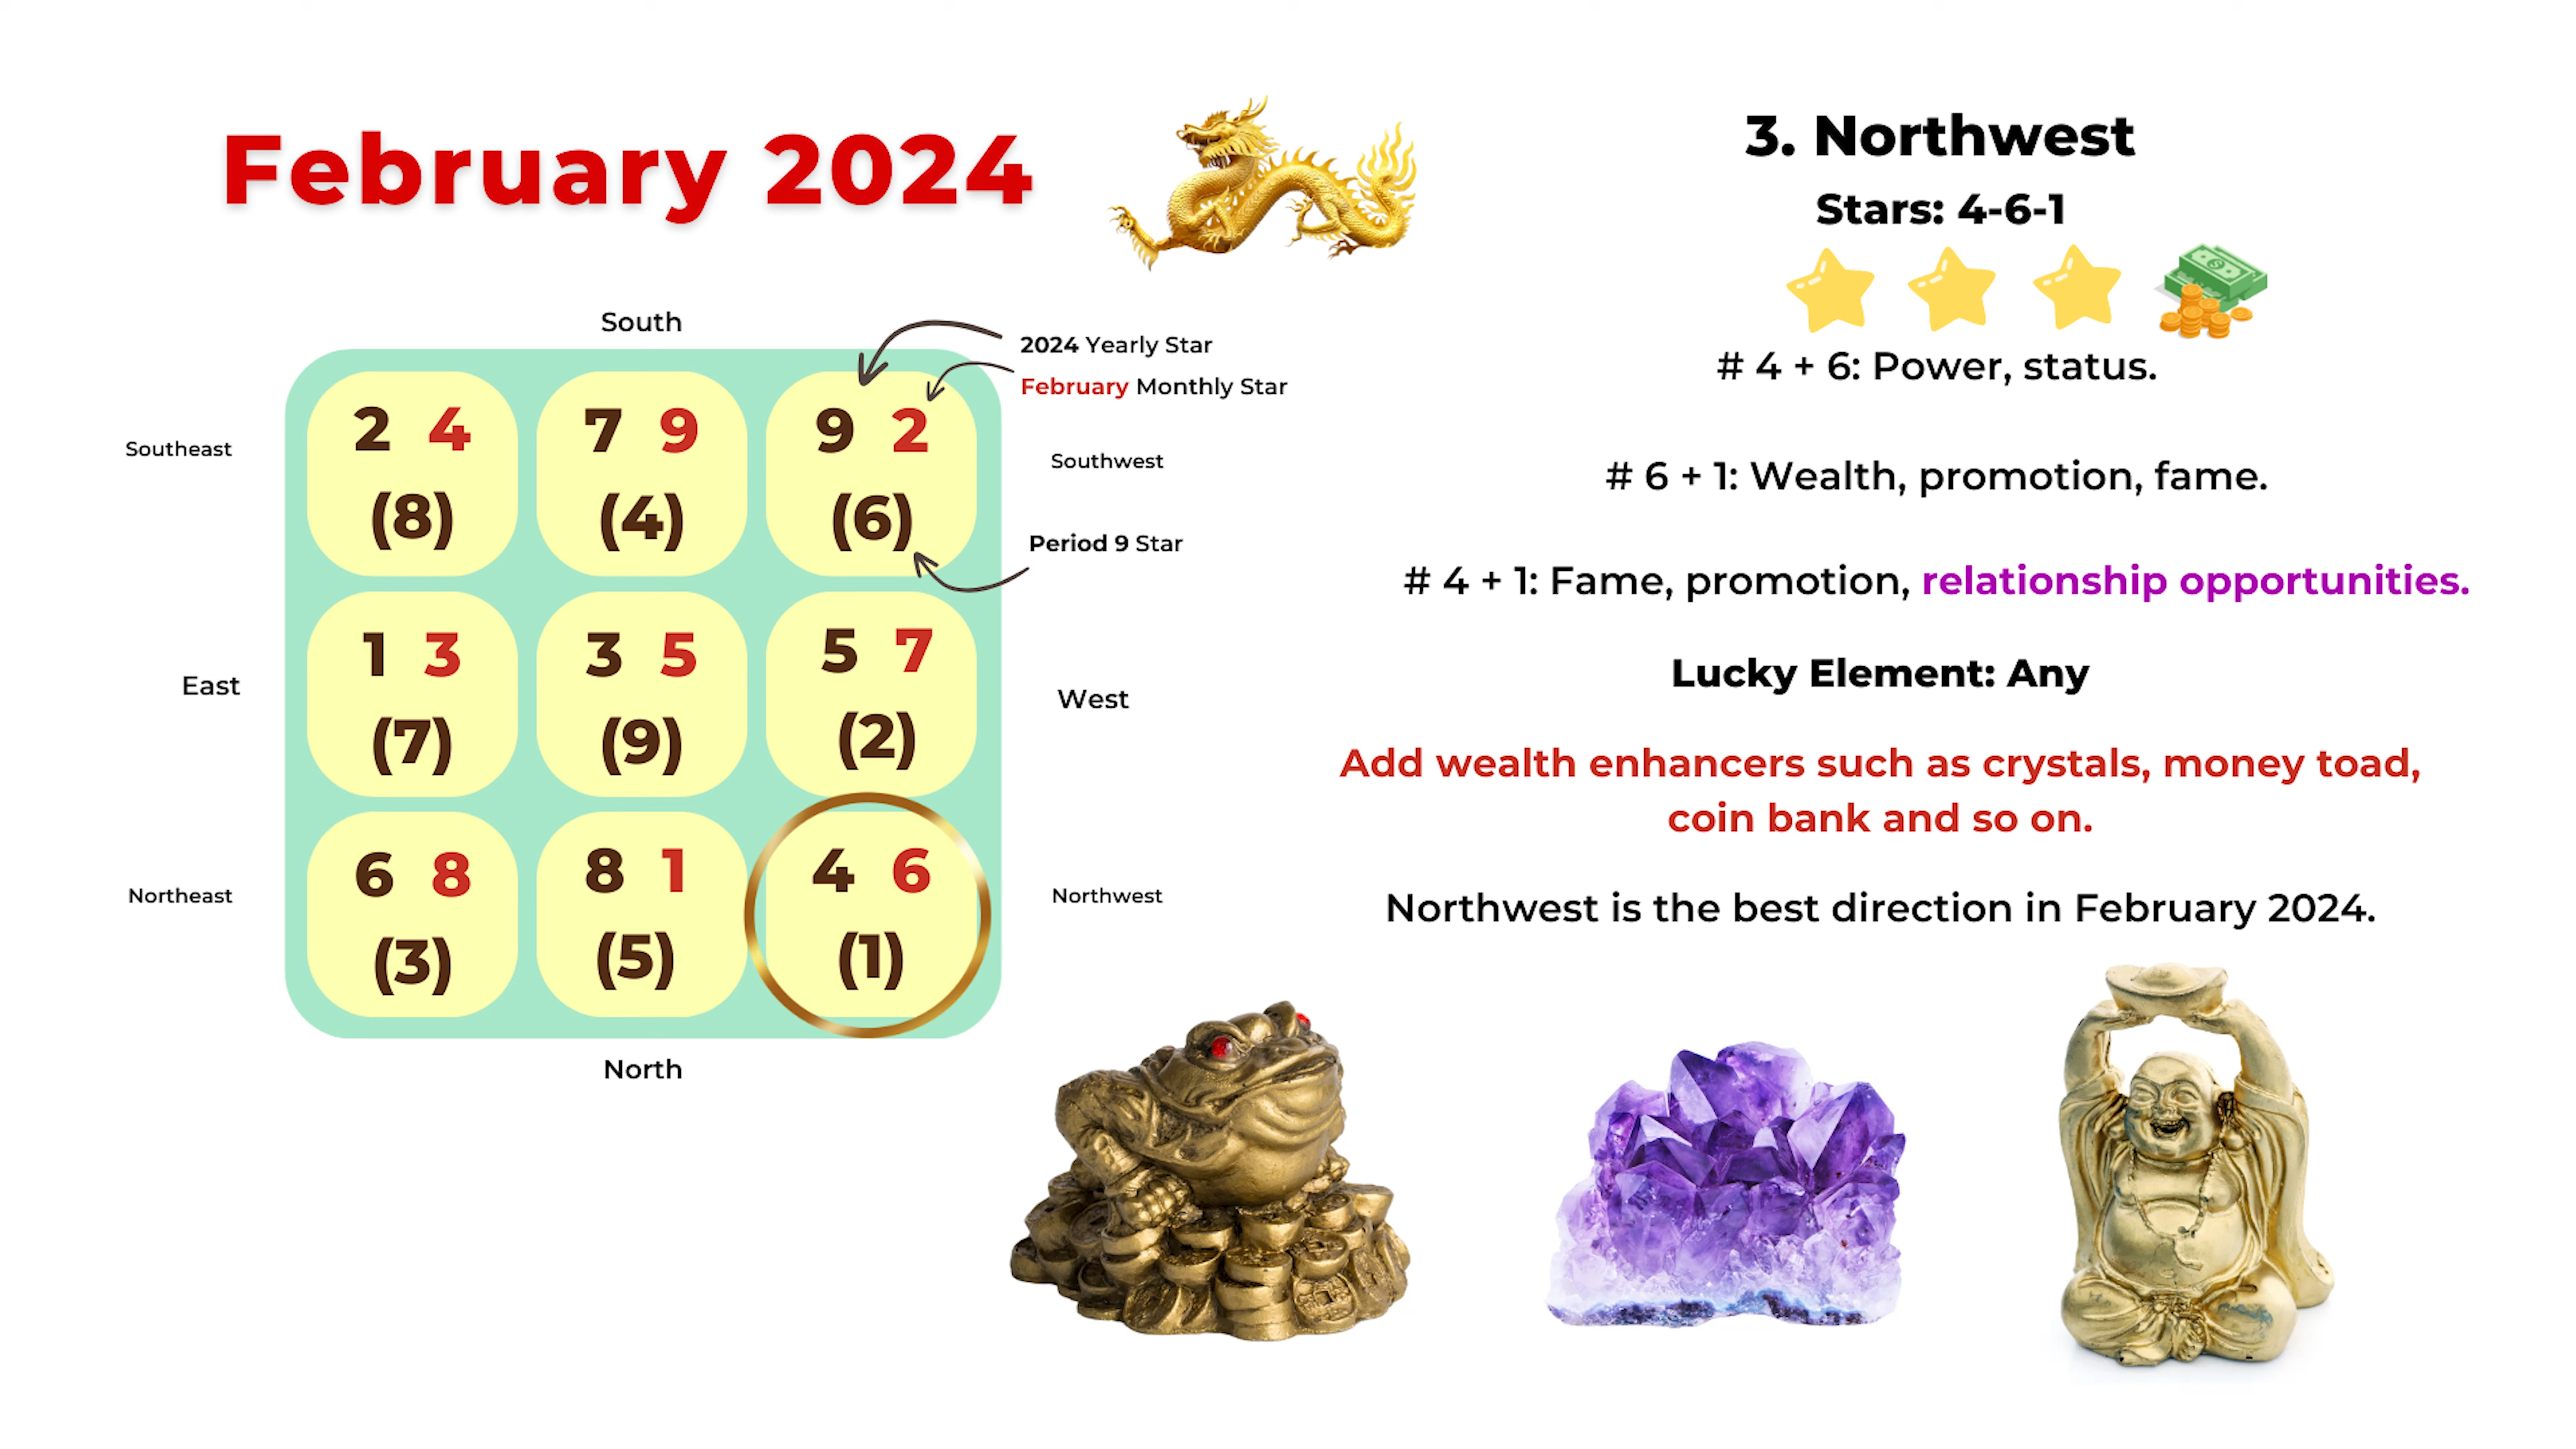 February 2024
South
2024 Yearly Star
February Monthly Star
2 4
(8)
7 9
(4)
9 2
(6)
Southeast
Southwest
Period 9 Star
1 3
(7)
3 5
(9)
5 7
(2)
East
West
6 8
(3)
8 1
(5)
4 6
(1)
Northeast
Northwest
North
3. Northwest
Stars: 4-6-1
# 4 + 6: Power, status.
# 6 + 1: Wealth, promotion, fame.
# 4 + 1: Fame, promotion, relationship opportunities.
Lucky Element: Any
Add wealth enhancers such as crystals, money toad,
coin bank and so on.
Northwest is the best direction in February 2024.